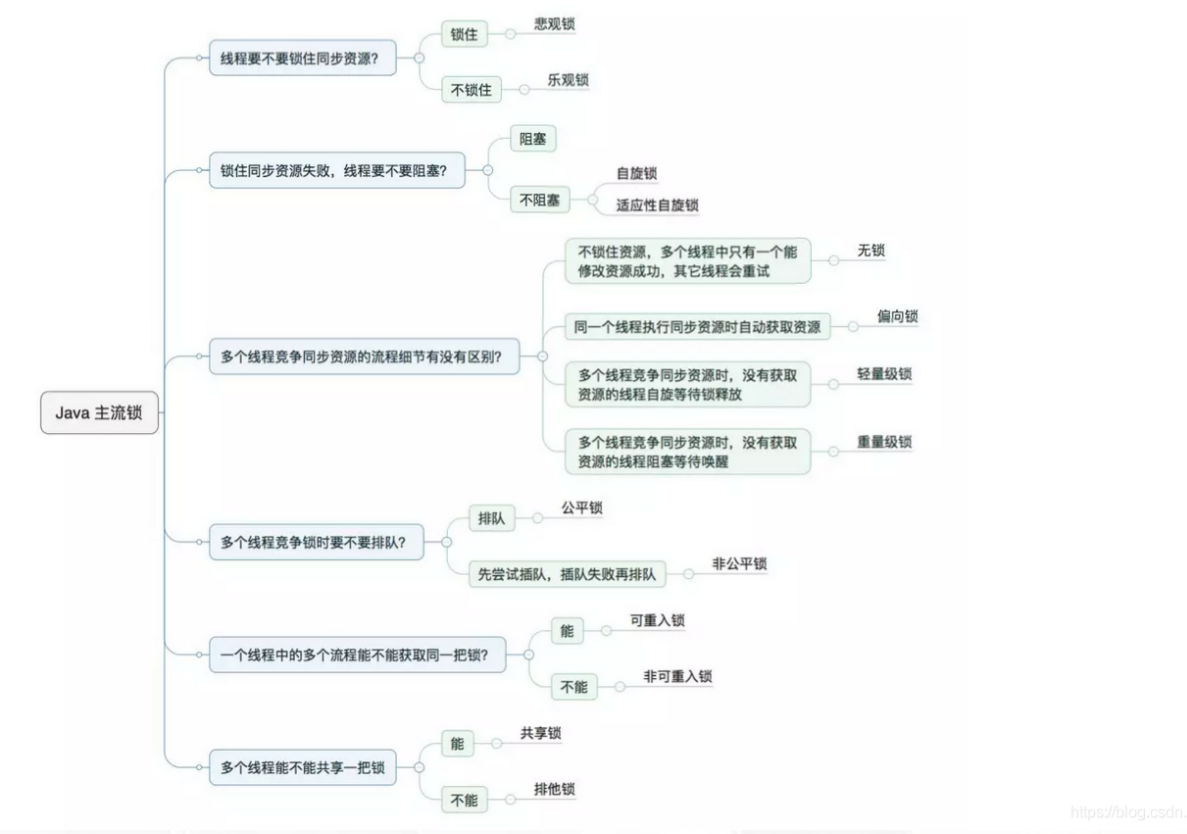 Java 主流锁
线程要不要锁住同步资源？
锁住
悲观锁
不锁住
乐观锁
锁住同步资源失败，线程要不要阻塞？
阻塞
不阻塞
自旋锁
适应性自旋锁
多个线程竞争同步资源的流程细节有没有区别？
不锁住资源，多个线程中只有一个能
修改资源成功，其它线程会重试
无锁
同一个线程执行同步资源时自动获取资源
偏向锁
多个线程竞争同步资源时，没有获取
资源的线程自旋等待锁释放
轻量级锁
多个线程竞争同步资源时，没有获取
资源的线程阻塞等待唤醒
重量级锁
多个线程竞争锁时要不要排队？
排队
公平锁
先尝试插队，插队失败再排队
非公平锁
一个线程中的多个流程能不能获取同一把锁？
能
可重入锁
不能
非可重入锁
多个线程能不能共享一把锁
能
共享锁
不能
排他锁
https://blog.csdn.